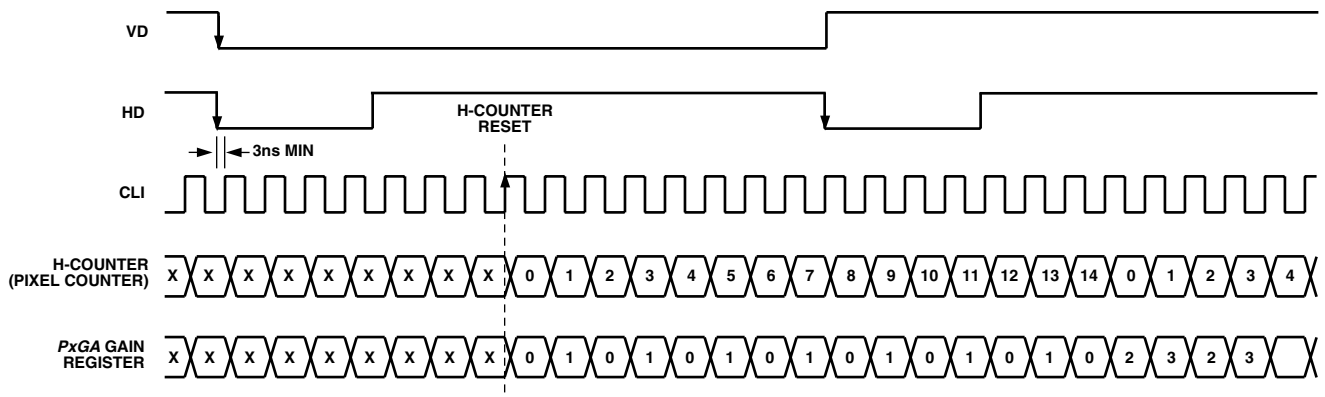 VD
HD
H-COUNTER
RESET
3ns MIN
CLI
H-COUNTER
(PIXEL COUNTER)
X X X X X X X X X 0 1 2 3 4 5 6 7 8 9 10 11 12 13 14 0 1 2 3 4
PxGA GAIN
REGISTER
X X X X X X X X X 0 1 0 1 0 1 0 1 0 1 0 1 0 1 0 2 3 2 3